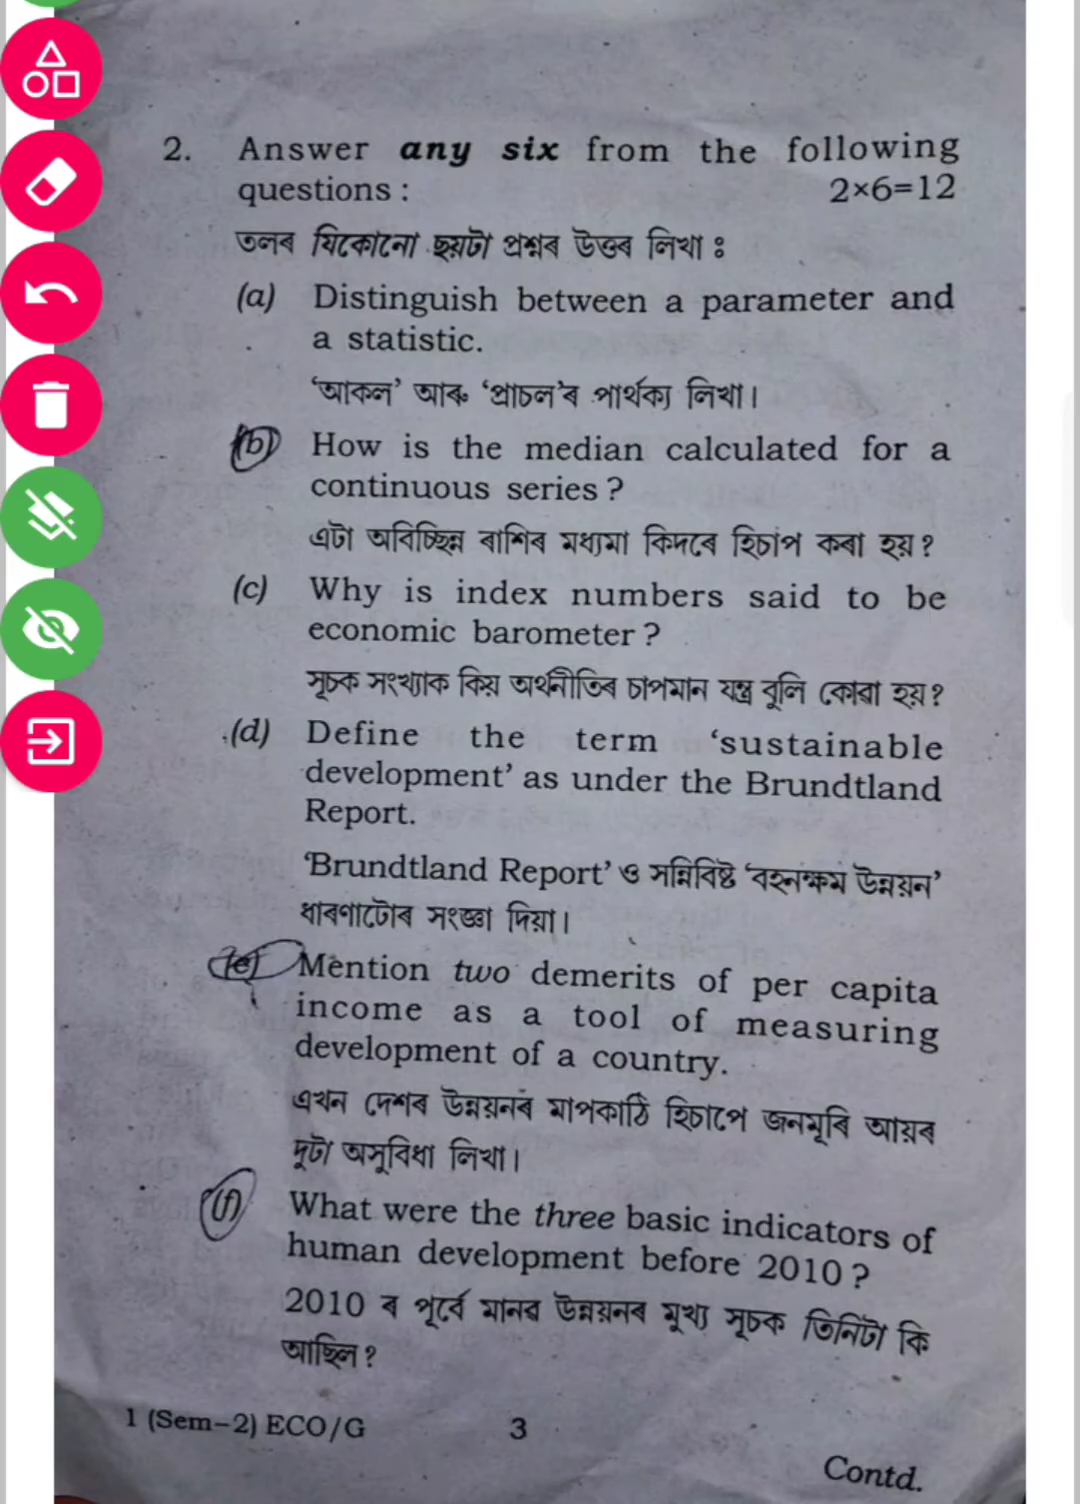 2. Answer any six from the following
questions : 2×6=12
তলৰ যিকোনো ছয়টা প্ৰশ্নৰ উত্তৰ লিখা ঃ
(a) Distinguish between a parameter and
a statistic.
‘আকল’ আৰু ‘প্ৰাচল’ৰ পাৰ্থক্য লিখা।
(b) How is the median calculated for a
continuous series ?
এটা অবিচ্ছিন্ন ৰাশিৰ মধ্যমা কিদৰে হিচাপ কৰা হয় ?
(c) Why is index numbers said to be
economic barometer ?
সূচক সংখ্যাক কিয় অৰ্থনীতিৰ চাপমান যন্ত্ৰ বুলি কোৱা হয় ?
(d) Define the term ‘sustainable
development’ as under the Brundtland
Report.
‘Brundtland Report’ ও সন্নিবিষ্ট ‘বহনক্ষম উন্নয়ন’
ধাৰণাটোৰ সংজ্ঞা দিয়া।
(e) Mention two demerits of per capita
income as a tool of measuring
development of a country.
এখন দেশৰ উন্নয়নৰ মাপকাঠি হিচাপে জনমূৰি আয়ৰ
দুটা অসুবিধা লিখা।
(f) What were the three basic indicators of
human development before 2010 ?
2010 ৰ পূৰ্বে মানৱ উন্নয়নৰ মুখ্য সূচক তিনিটা কি
আছিল ?
1 (Sem–2) ECO/G 3
Contd.